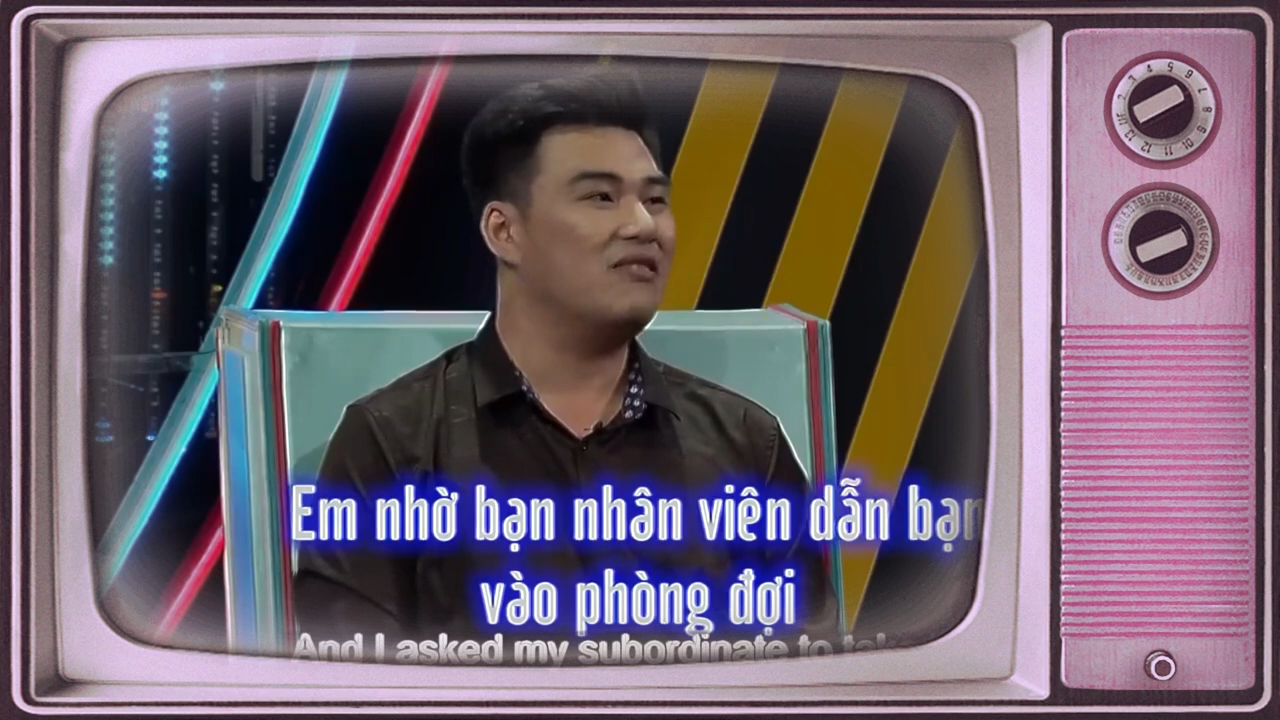 Em nhờ bạn nhân viên dẫn bạn
vào phòng đợi
And I asked my subordinate to